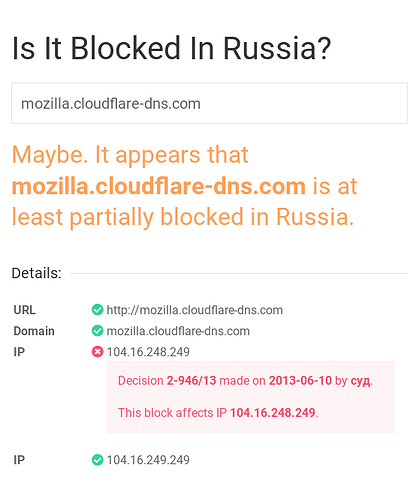 Is It Blocked In Russia?
mozilla.cloudflare-dns.com
Maybe. It appears that
mozilla.cloudflare-dns.com is at
least partially blocked in Russia.
Details:
URL http://mozilla.cloudflare-dns.com
Domain mozilla.cloudflare-dns.com
IP 104.16.248.249
Decision 2-946/13 made on 2013-06-10 by суд.
This block affects IP 104.16.248.249.
IP 104.16.249.249